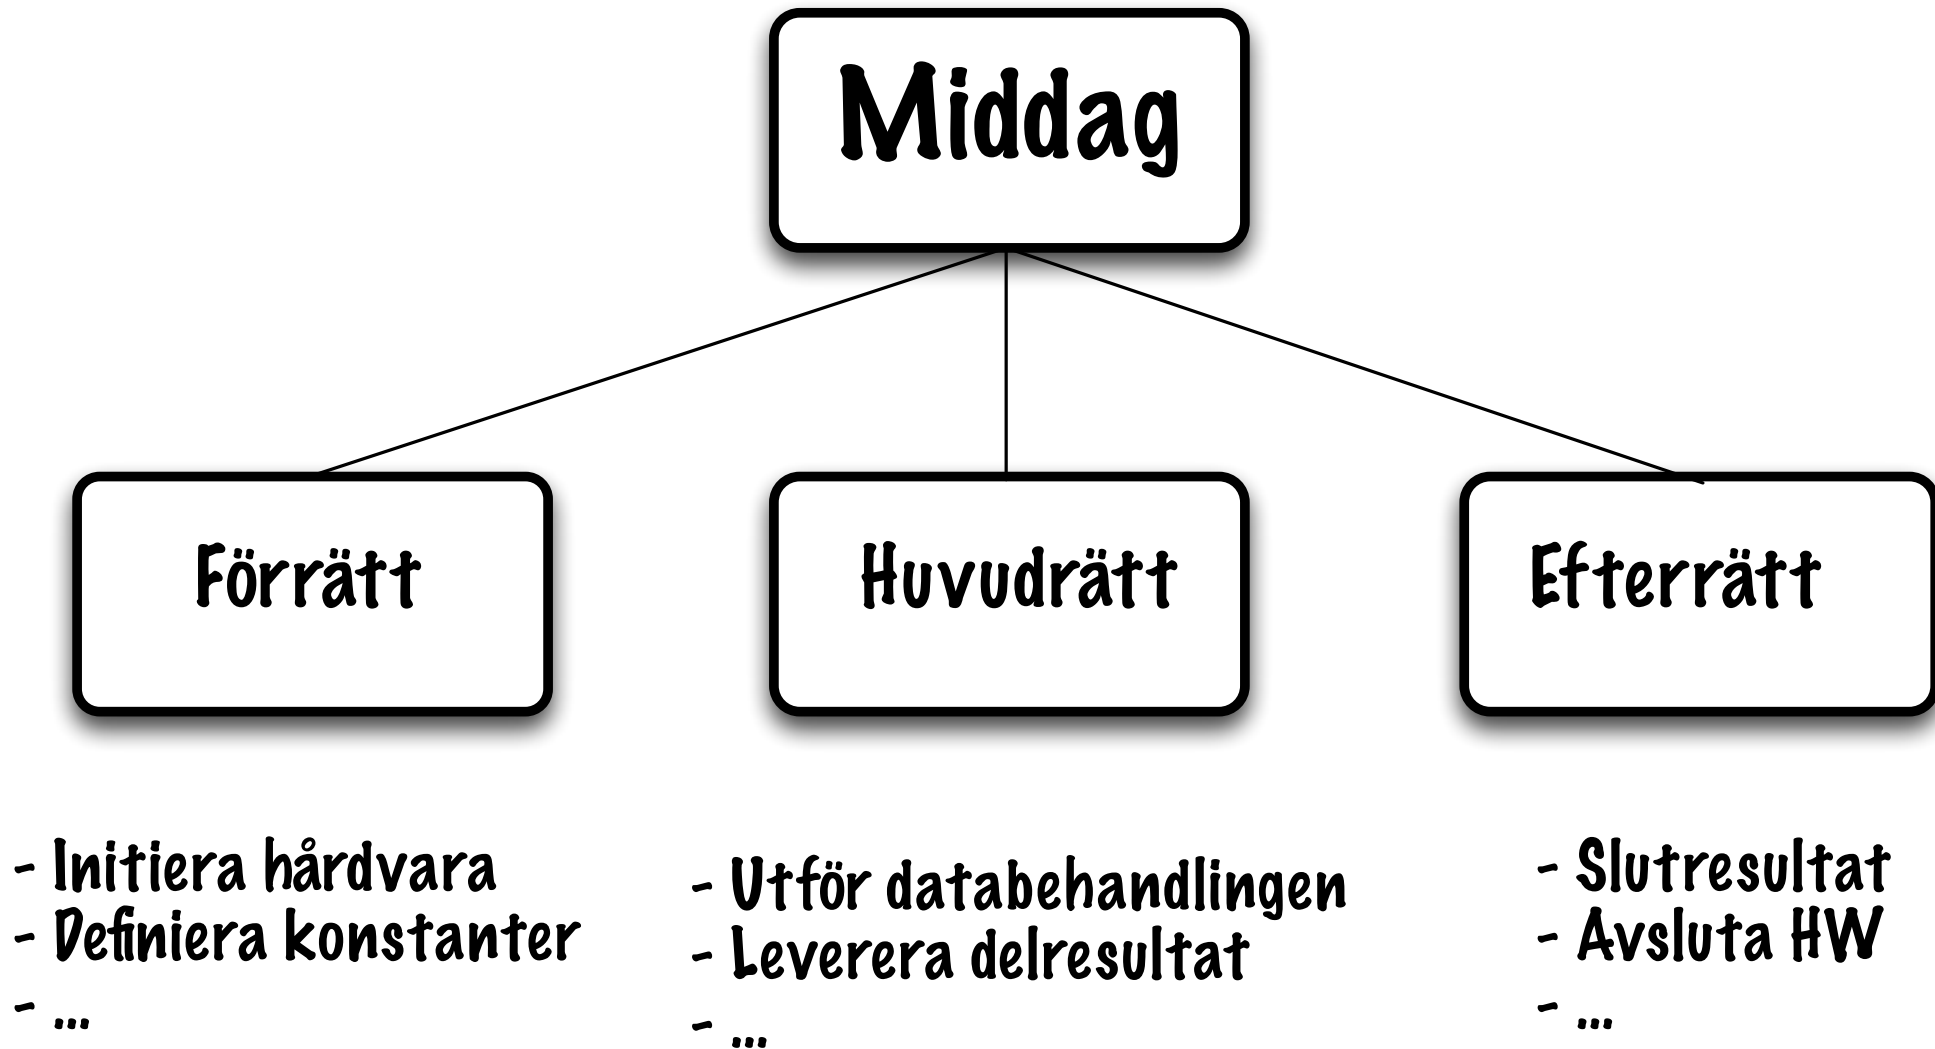 Middag
Förrätt
Huvudrätt
Efterrätt
- Initiera hårdvara
- Definiera konstanter
- ...
- Utför databehandlingen
- Leverera delresultat
- ...
- Slutresultat
- Avsluta HW
- ...